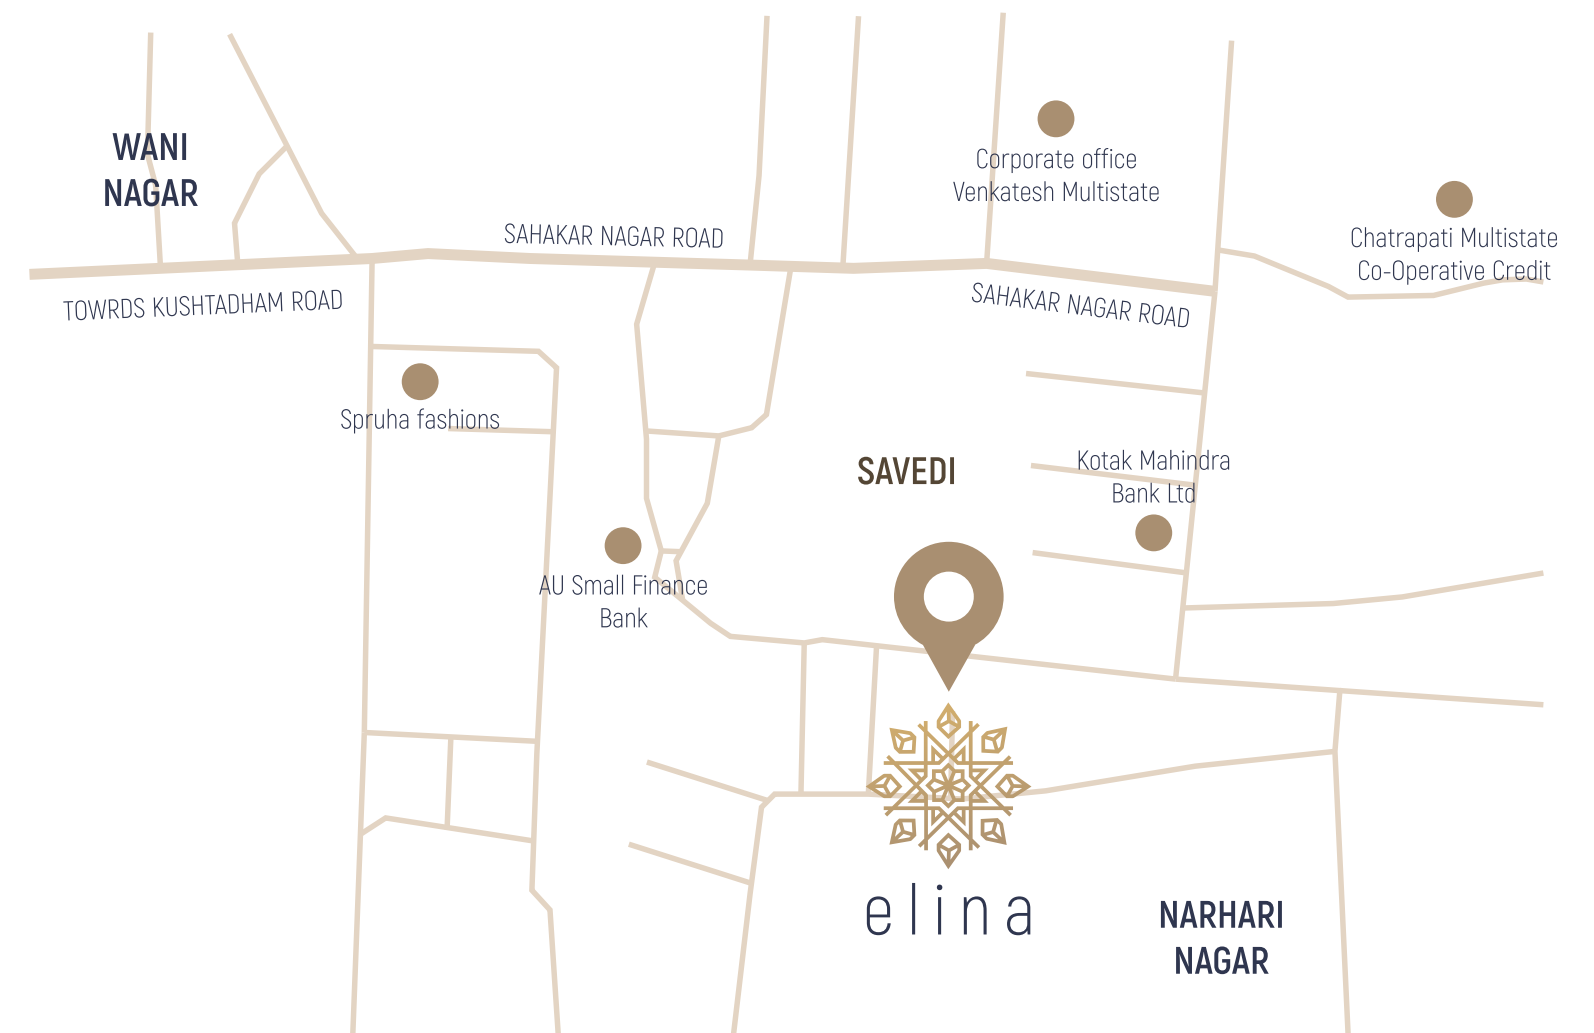 WANI
NAGAR
Corporate office
Venkatesh Multistate
SAHAKAR NAGAR ROAD
Chatrapati Multistate
Co-Operative Credit
TOWRDS KUSHTADHAM ROAD
SAHAKAR NAGAR ROAD
Spruha fashions
SAVEDI
Kotak Mahindra
Bank Ltd
AU Small Finance
Bank
elina
NARHARI
NAGAR